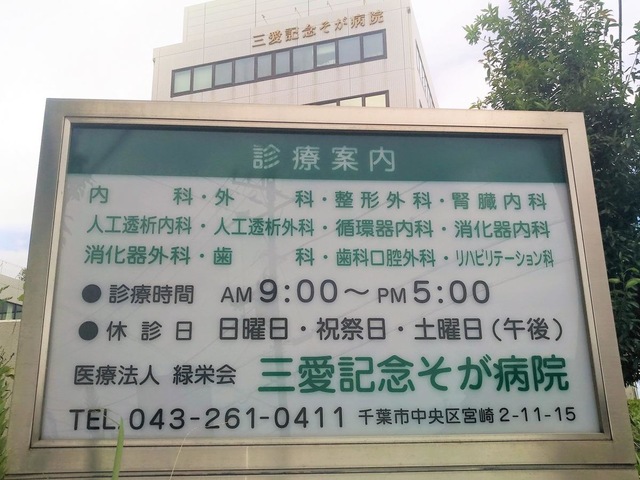 三愛記念そが病院
診療案内
内科・外科・整形外科・腎臓内科
人工透析内科・人工透析外科・循環器内科・消化器内科
消化器外科・歯科・歯科口腔外科・リハビリテーション科
●診療時間 AM9:00～PM5:00
●休診日 日曜日・祝祭日・土曜日(午後)
医療法人 緑栄会 三愛記念そが病院
TEL.043-261-0411 千葉市中央区宮崎2-11-15